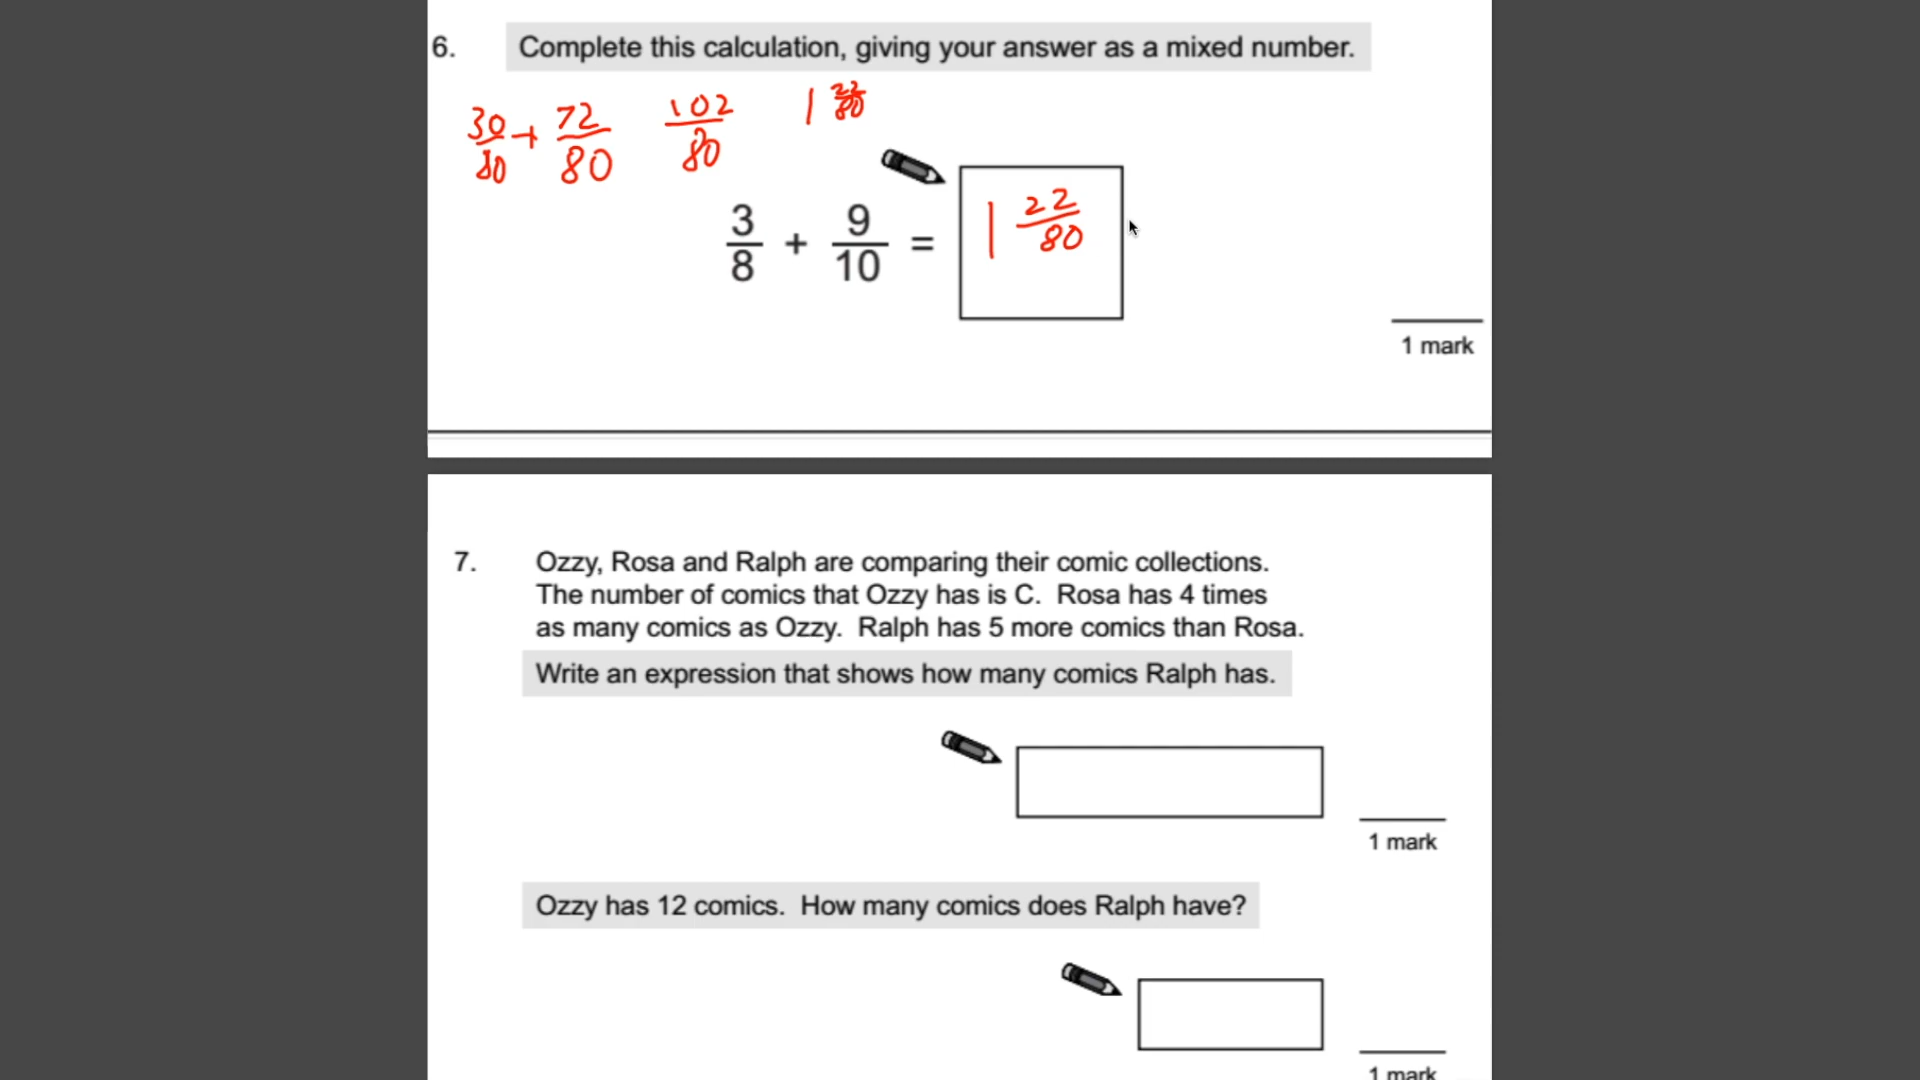 6. Complete this calculation, giving your answer as a mixed number.
30/80 + 72/80 102/80 1 22/80
3/8 + 9/10 = 1 22/80
1 mark
7. Ozzy, Rosa and Ralph are comparing their comic collections.
The number of comics that Ozzy has is C. Rosa has 4 times
as many comics as Ozzy. Ralph has 5 more comics than Rosa.
Write an expression that shows how many comics Ralph has.
1 mark
Ozzy has 12 comics. How many comics does Ralph have?
1 mark